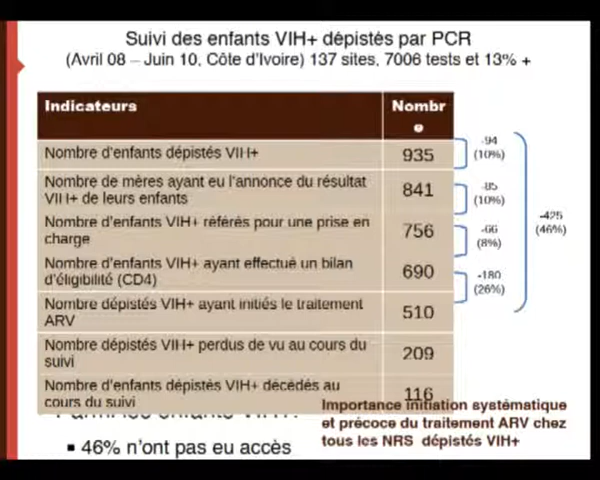 Suivi des enfants VIH+ dépistés par PCR
(Avril 08 – Juin 10, Côte d'Ivoire) 137 sites, 7006 tests et 13% +
Indicateurs Nombr
e
Nombre d'enfants dépistés VIH+ 935
Nombre de mères ayant eu l'annonce du résultat
VIH+ de leurs enfants 841
Nombre d'enfants VIH+ référés pour une prise en
charge 756
Nombre d'enfants VIH+ ayant effectué un bilan
d'éligibilité (CD4) 690
Nombre dépistés VIH+ ayant initiés le traitement
ARV 510
Nombre dépistés VIH+ perdus de vu au cours du
suivi 209
Nombre d'enfants dépistés VIH+ décédés au
cours du suivi 116
-94
(10%)
-85
(10%)
-66
(8%)
-180
(26%)
-425
(46%)
▪ 46% n'ont pas eu accès
Importance initiation systématique
et précoce du traitement ARV chez
tous les NRS dépistés VIH+